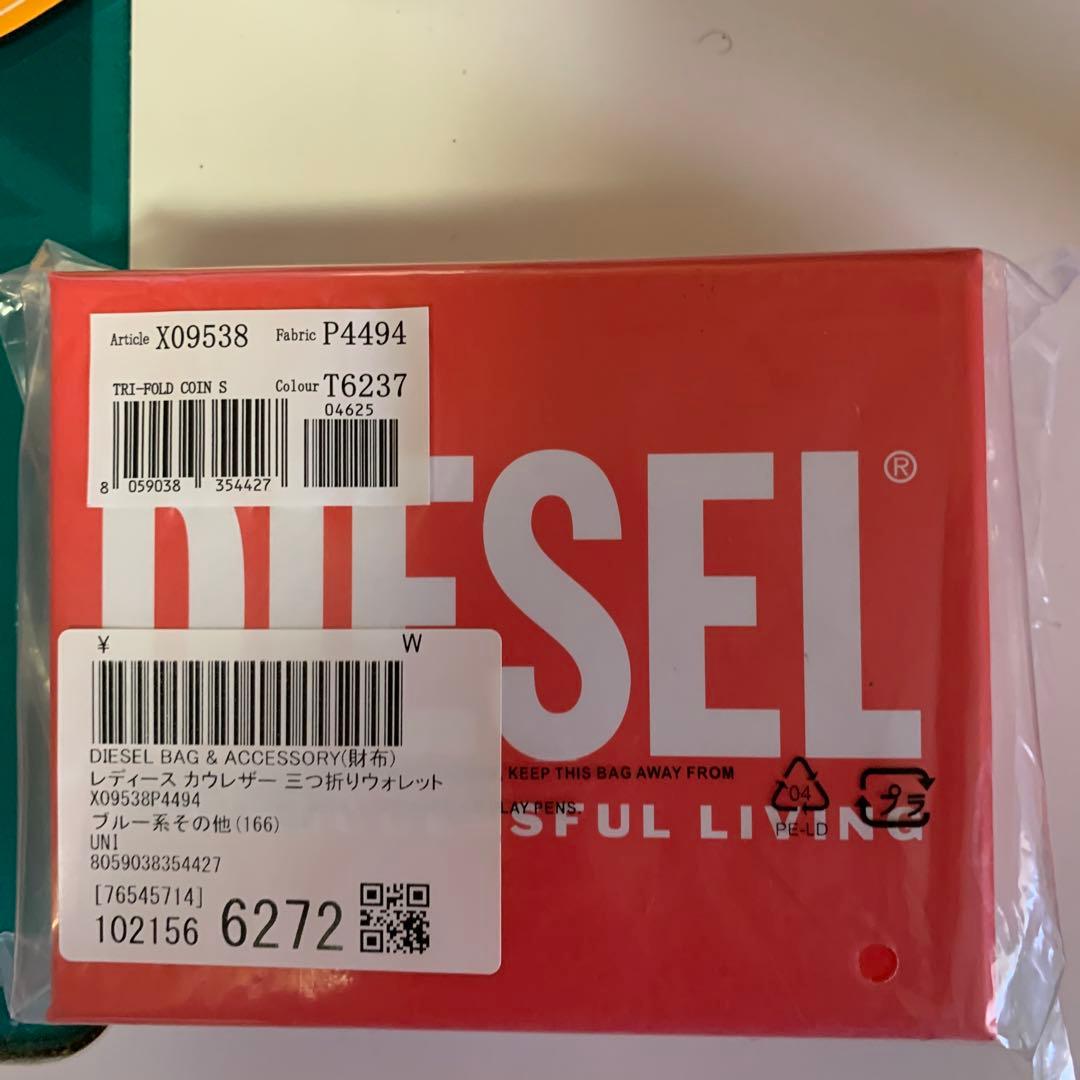 Article X09538 Fabric P4494
TRI-FOLD COIN S Colour T6237
04625
8 059038 354427
DIESEL®
¥ W
DIESEL BAG & ACCESSORY(財布)
レディース カウレザー 三つ折りウォレット
X09538P4494
ブルー系その他(166)
UNI
8059038354427
[76545714]
102156 6272
KEEP THIS BAG AWAY FROM
LAY PENS.
SFUL LIVING
04
PE-LD
プラ